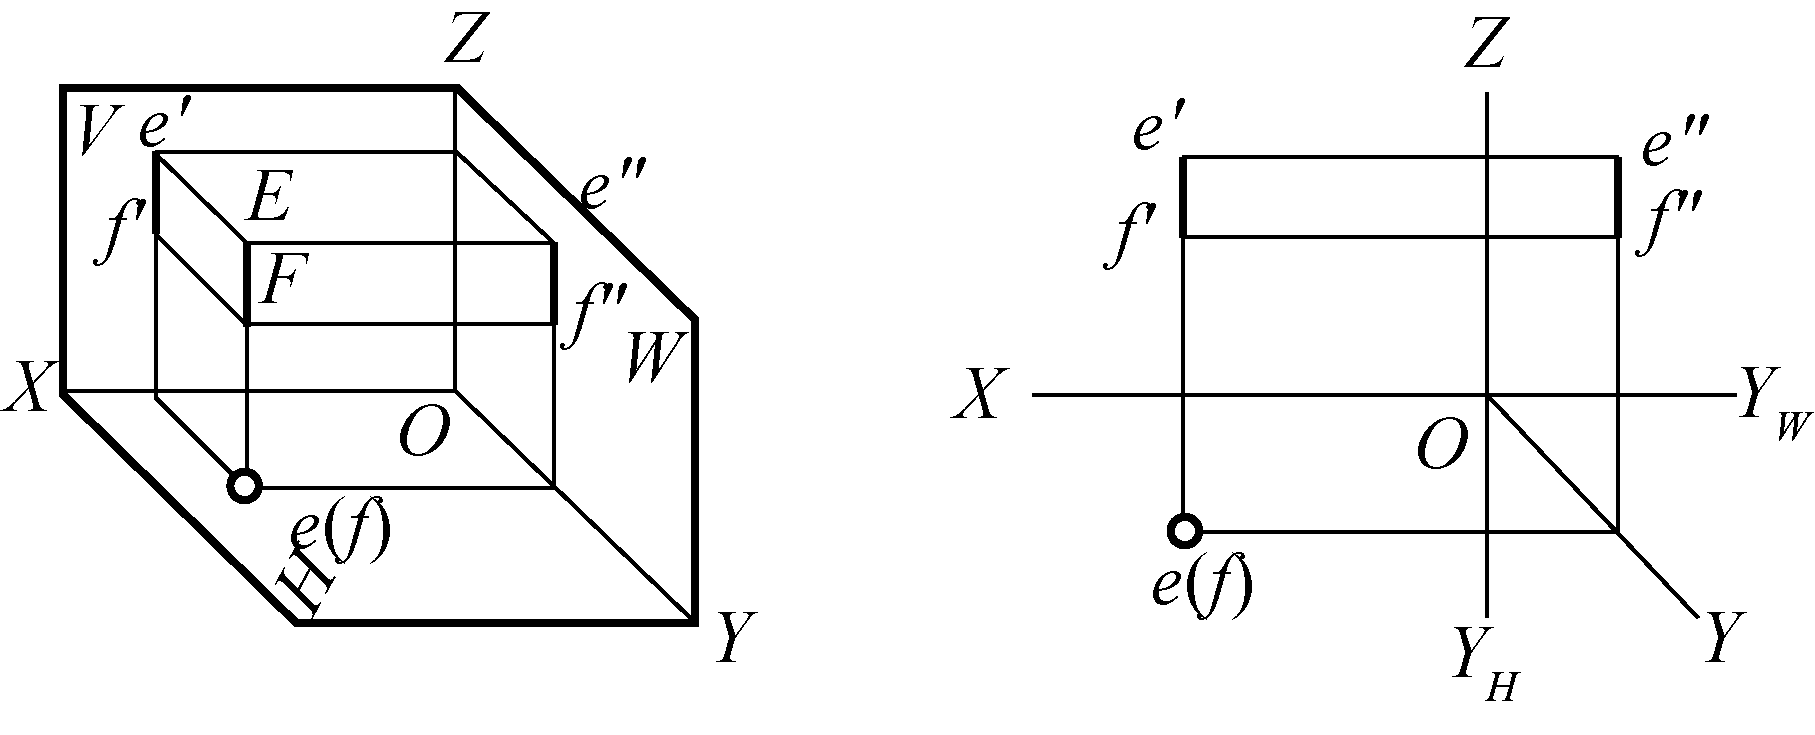 Z
V e′
E
e″
f′
F
f″
W
X
O
e(f)
H
Y
Z
e′
e″
f′
f″
X
Y_W
O
e(f)
Y_H
Y